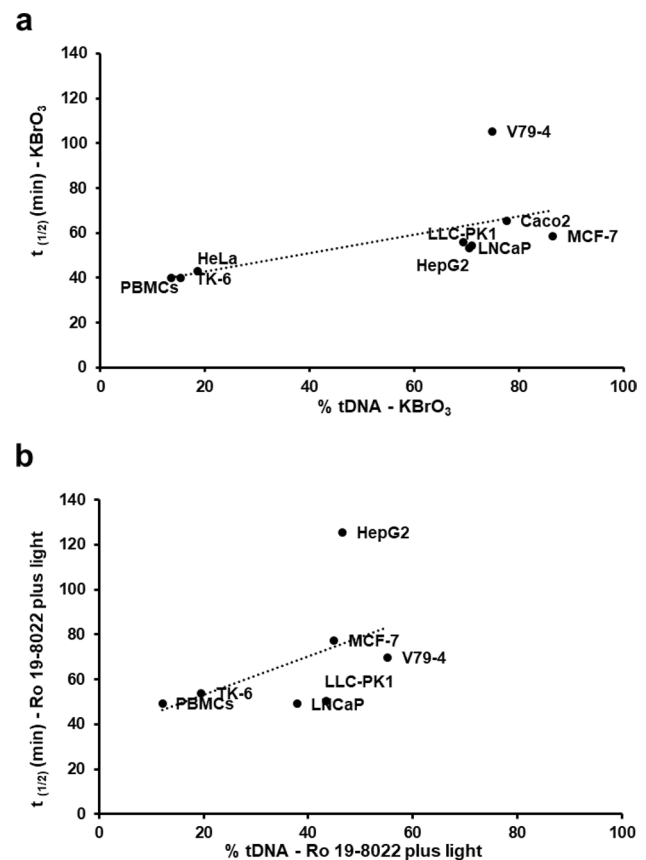 a
140
120
100
80
60
40
20
0
t (1/2) (min) - KBrO3
V79-4
Caco2
LLC-PK1
MCF-7
LNCaP
HepG2
HeLa
TK-6
PBMCs
0 20 40 60 80 100
% tDNA - KBrO3
b
140
120
100
80
60
40
20
0
t (1/2) (min) - Ro 19-8022 plus light
HepG2
MCF-7
V79-4
LLC-PK1
TK-6
PBMCs
LNCaP
0 20 40 60 80 100
% tDNA - Ro 19-8022 plus light